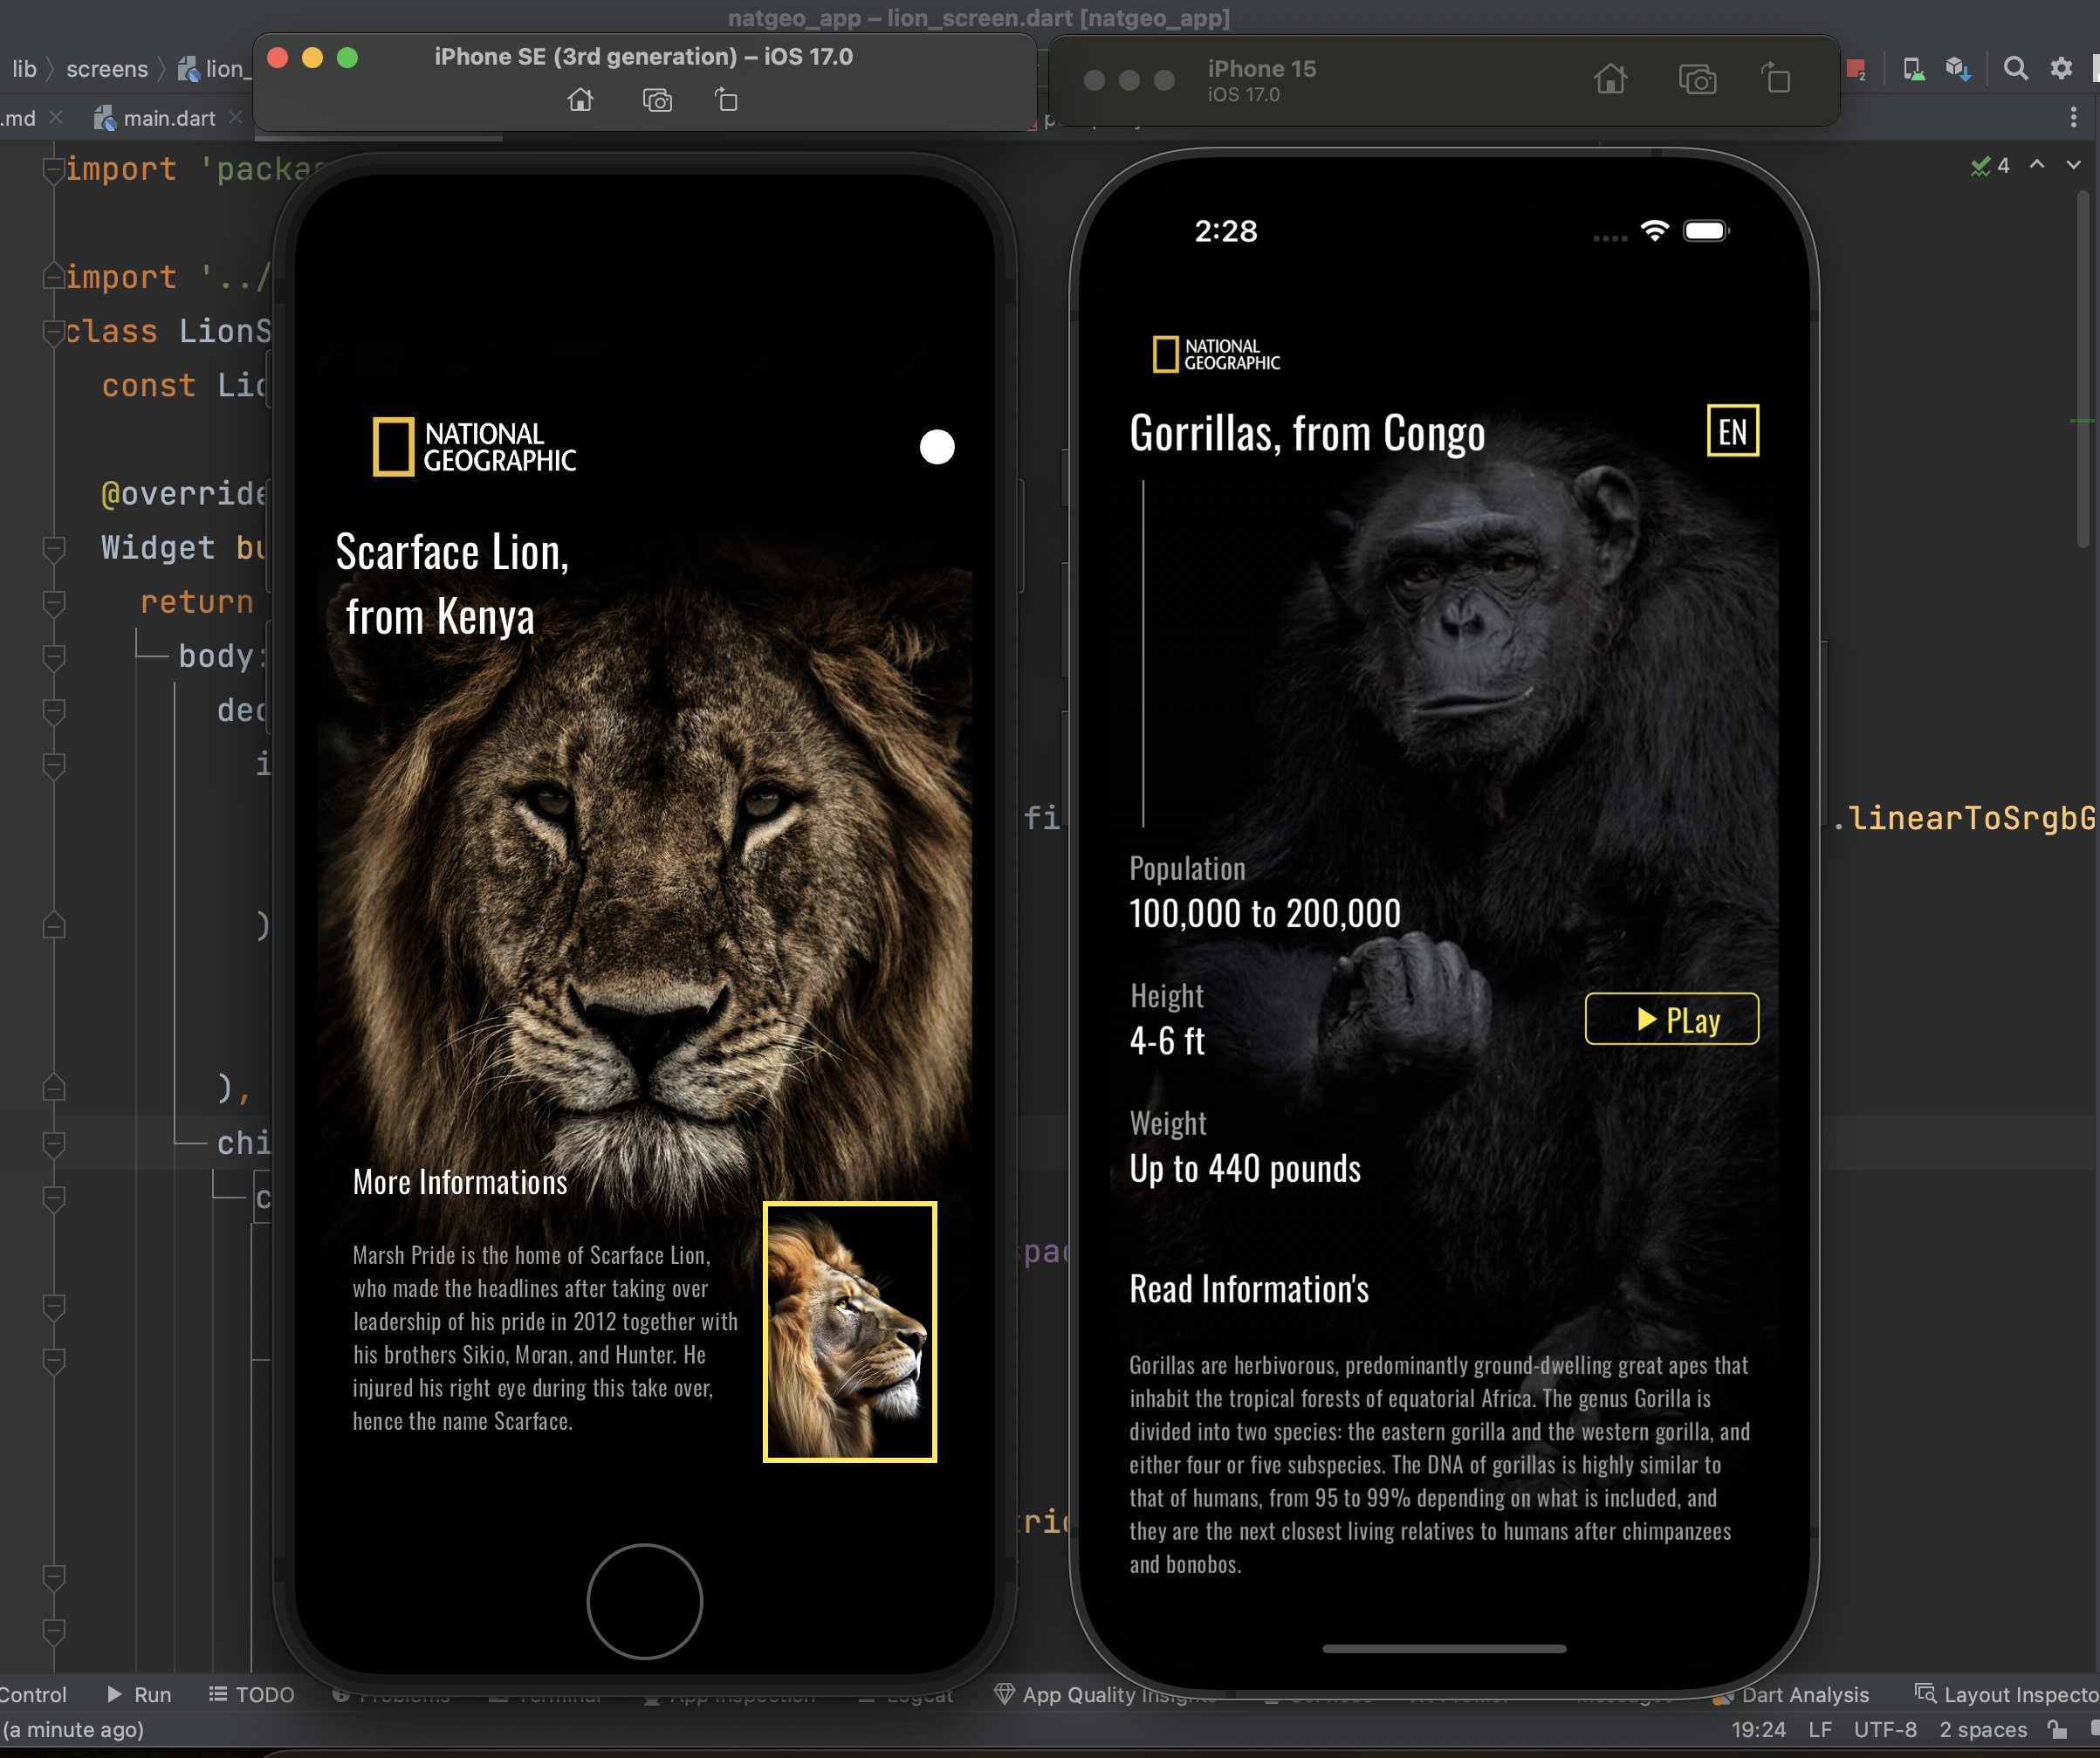 natgeo_app – lion_screen.dart [natgeo_app]
lib
screens
lion_
iPhone SE (3rd generation) – iOS 17.0
iPhone 15
iOS 17.0
2
.md
main.dart
4
import 'packag
import '../
class LionS
const Lio
@override
Widget bu
return
body:
dec
i
fi
.linearToSrgbG
)
),
chi
c
spac
tric
NATIONAL
GEOGRAPHIC
Scarface Lion,
from Kenya
More Informations
Marsh Pride is the home of Scarface Lion,
who made the headlines after taking over
leadership of his pride in 2012 together with
his brothers Sikio, Moran, and Hunter. He
injured his right eye during this take over,
hence the name Scarface.
2:28
NATIONAL
GEOGRAPHIC
Gorrillas, from Congo
EN
Population
100,000 to 200,000
Height
4-6 ft
PLay
Weight
Up to 440 pounds
Read Information's
Gorillas are herbivorous, predominantly ground-dwelling great apes that
inhabit the tropical forests of equatorial Africa. The genus Gorilla is
divided into two species: the eastern gorilla and the western gorilla, and
either four or five subspecies. The DNA of gorillas is highly similar to
that of humans, from 95 to 99% depending on what is included, and
they are the next closest living relatives to humans after chimpanzees
and bonobos.
Control
Run
TODO
Problems
Terminal
App Inspection
Logcat
App Quality Insights
Services
Messages
Dart Analysis
Layout Inspecto
(a minute ago)
19:24
LF
UTF-8
2 spaces